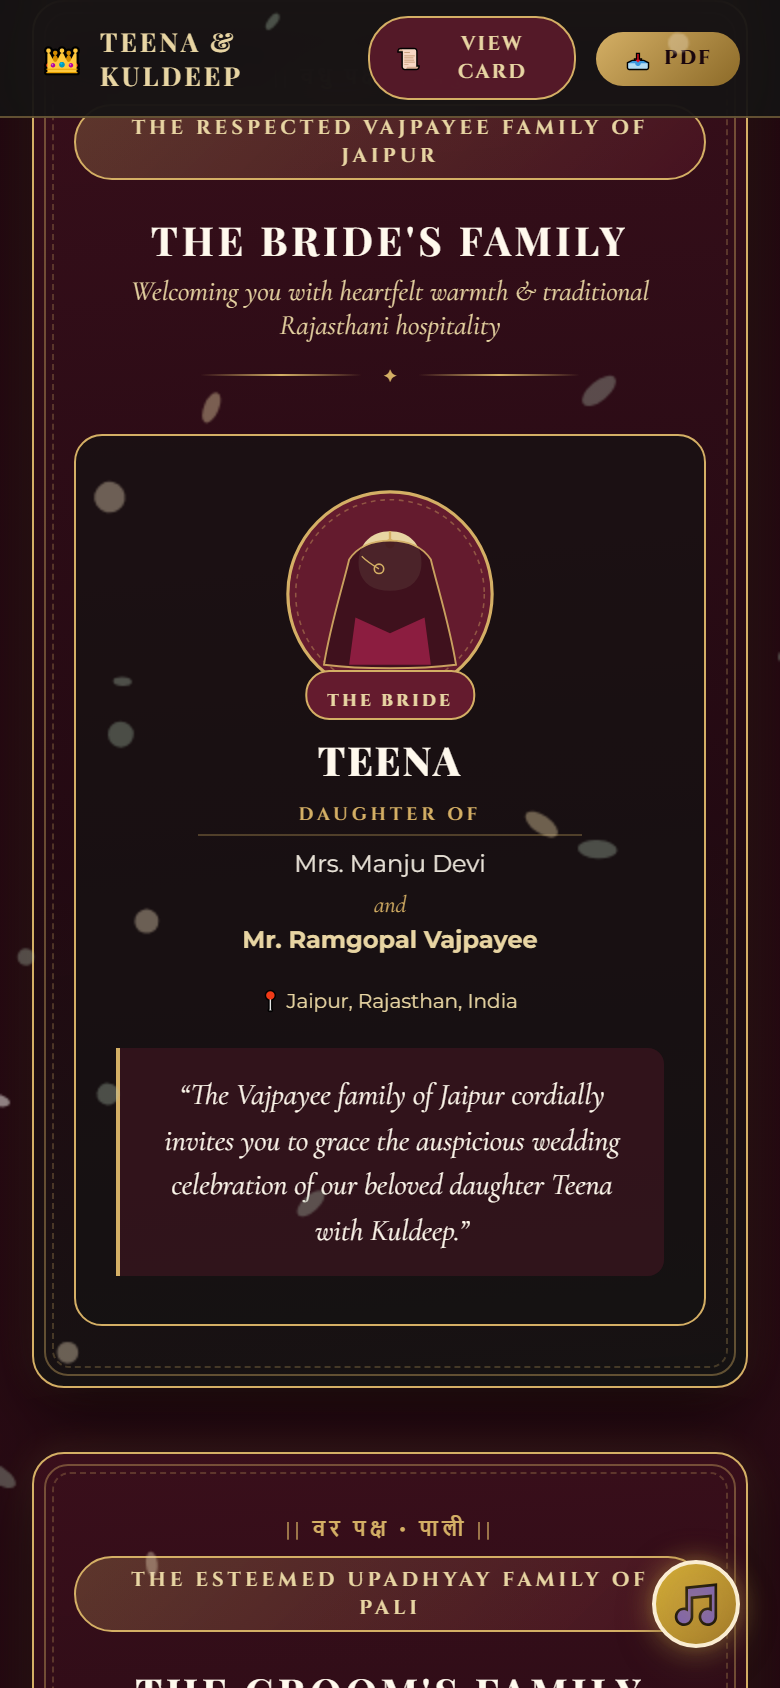 TEENA &
KULDEEP
VIEW
CARD
PDF
THE RESPECTED VAJPAYEE FAMILY OF
JAIPUR
THE BRIDE'S FAMILY
Welcoming you with heartfelt warmth & traditional
Rajasthani hospitality
THE BRIDE
TEENA
DAUGHTER OF
Mrs. Manju Devi
and
Mr. Ramgopal Vajpayee
Jaipur, Rajasthan, India
“The Vajpayee family of Jaipur cordially
invites you to grace the auspicious wedding
celebration of our beloved daughter Teena
with Kuldeep.”
|| वर पक्ष • पाली ||
THE ESTEEMED UPADHYAY FAMILY OF
PALI
THE GROOM'S FAMILY